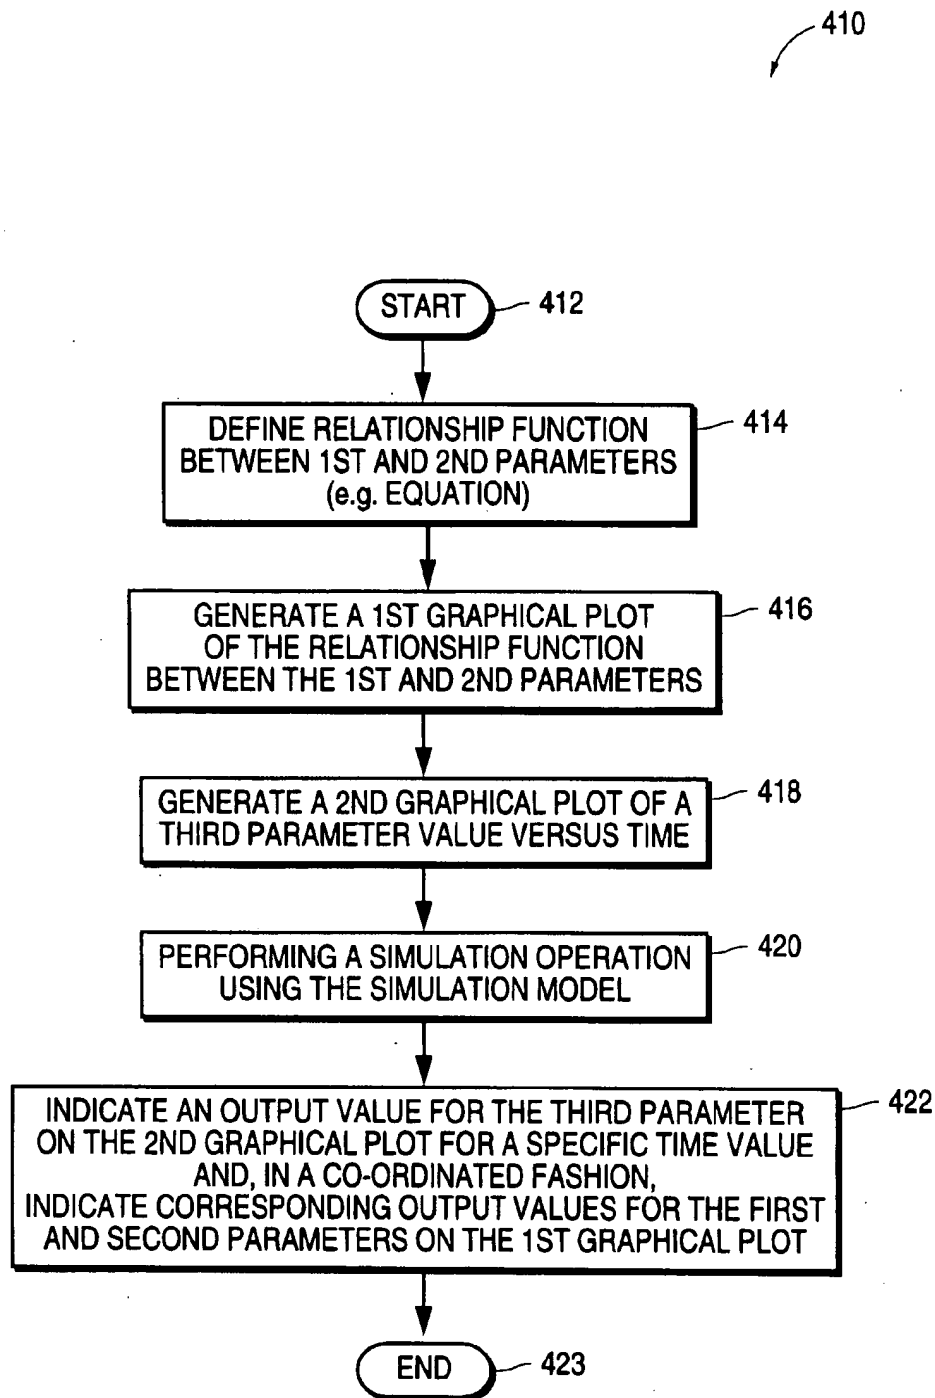 410
START
412
DEFINE RELATIONSHIP FUNCTION
BETWEEN 1ST AND 2ND PARAMETERS
(e.g. EQUATION)
414
GENERATE A 1ST GRAPHICAL PLOT
OF THE RELATIONSHIP FUNCTION
BETWEEN THE 1ST AND 2ND PARAMETERS
416
GENERATE A 2ND GRAPHICAL PLOT OF A
THIRD PARAMETER VALUE VERSUS TIME
418
PERFORMING A SIMULATION OPERATION
USING THE SIMULATION MODEL
420
INDICATE AN OUTPUT VALUE FOR THE THIRD PARAMETER
ON THE 2ND GRAPHICAL PLOT FOR A SPECIFIC TIME VALUE
AND, IN A CO-ORDINATED FASHION,
INDICATE CORRESPONDING OUTPUT VALUES FOR THE FIRST
AND SECOND PARAMETERS ON THE 1ST GRAPHICAL PLOT
422
END
423